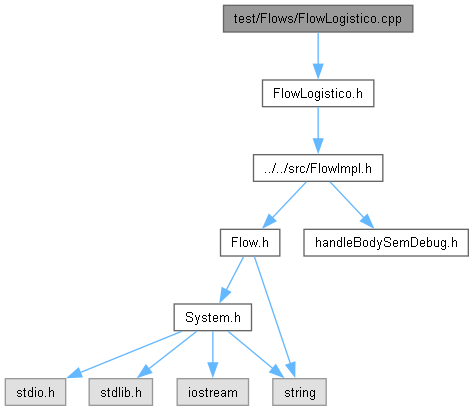 test/Flows/FlowLogistico.cpp
FlowLogistico.h
../../src/FlowImpl.h
Flow.h
handleBodySemDebug.h
System.h
stdio.h
stdlib.h
iostream
string